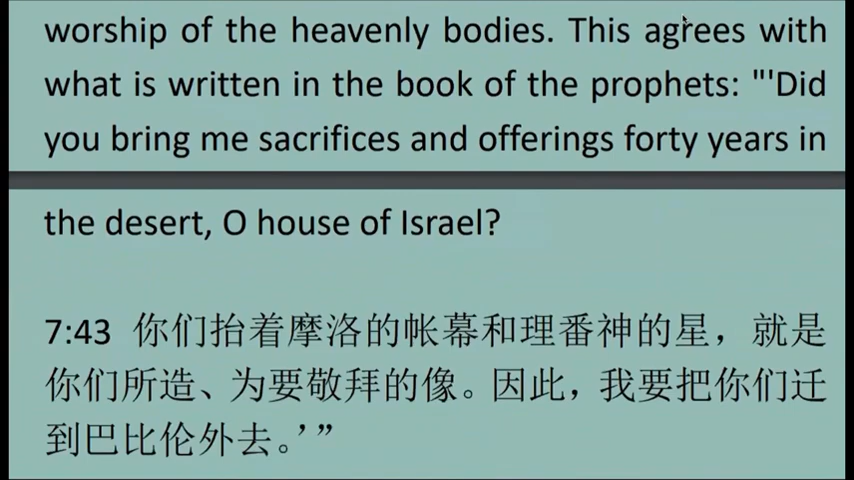 worship of the heavenly bodies. This agrees with
what is written in the book of the prophets: "'Did
you bring me sacrifices and offerings forty years in
the desert, O house of Israel?
7:43 你们抬着摩洛的帐幕和理番神的星，就是
你们所造、为要敬拜的像。因此，我要把你们迁
到巴比伦外去。’”